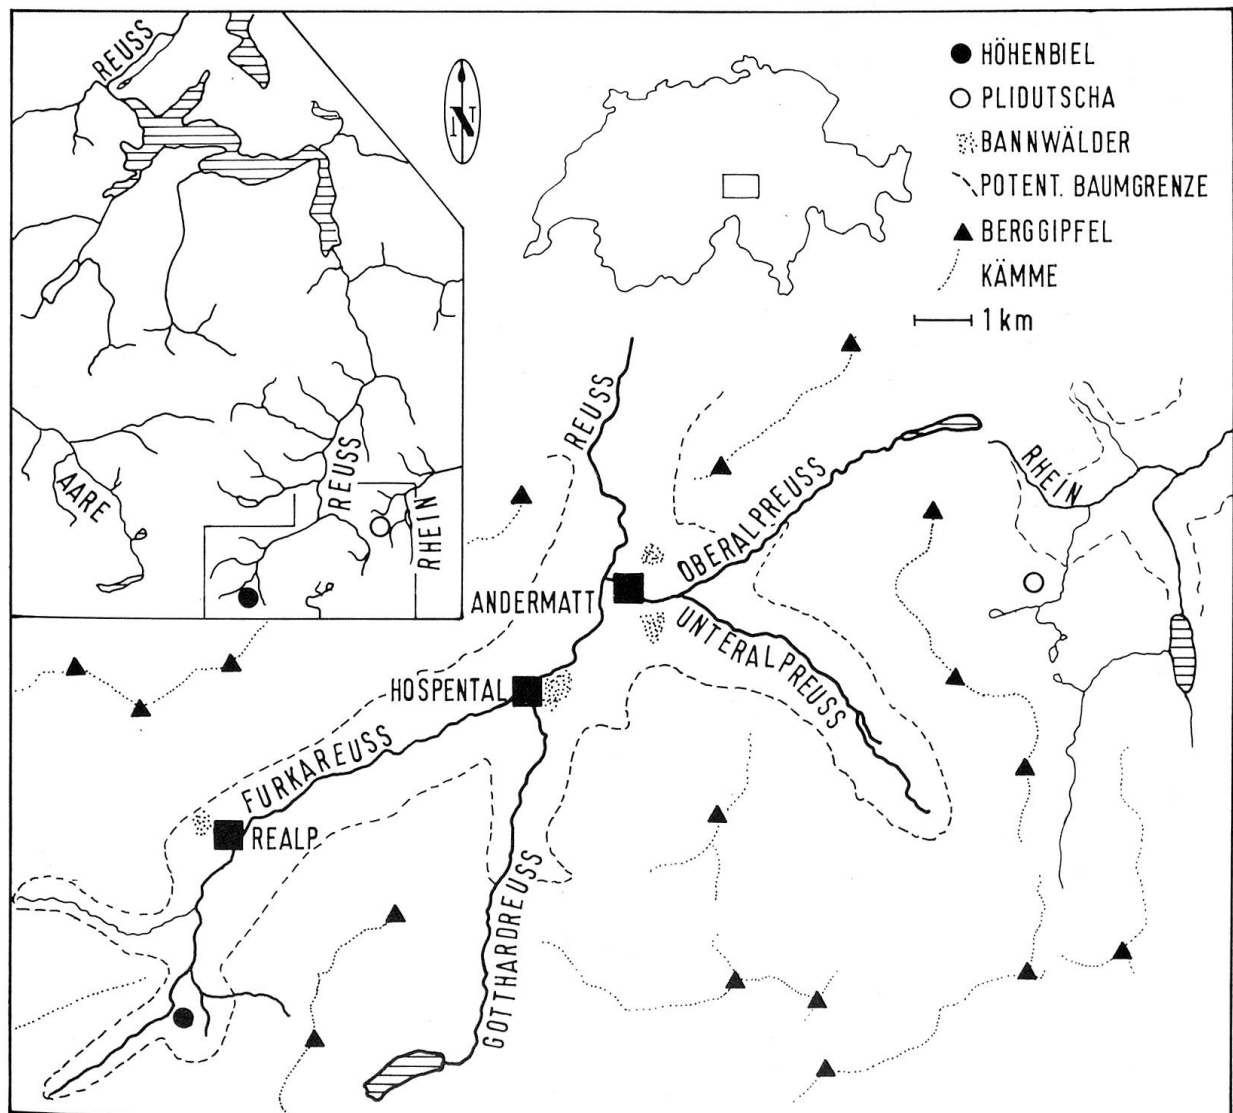 REUSS
N
HÖHENBIEL
PLIDUTSCHA
BANNWÄLDER
POTENT. BAUMGRENZE
BERGGIPFEL
KÄMME
1 km
AARE
REUSS
RHEIN
REUSS
OBERALPREUSS
RHEIN
ANDERMATT
UNTERALPREUSS
HOSPENTAL
FURKAREUSS
REALP
GOTTHARDREUSS